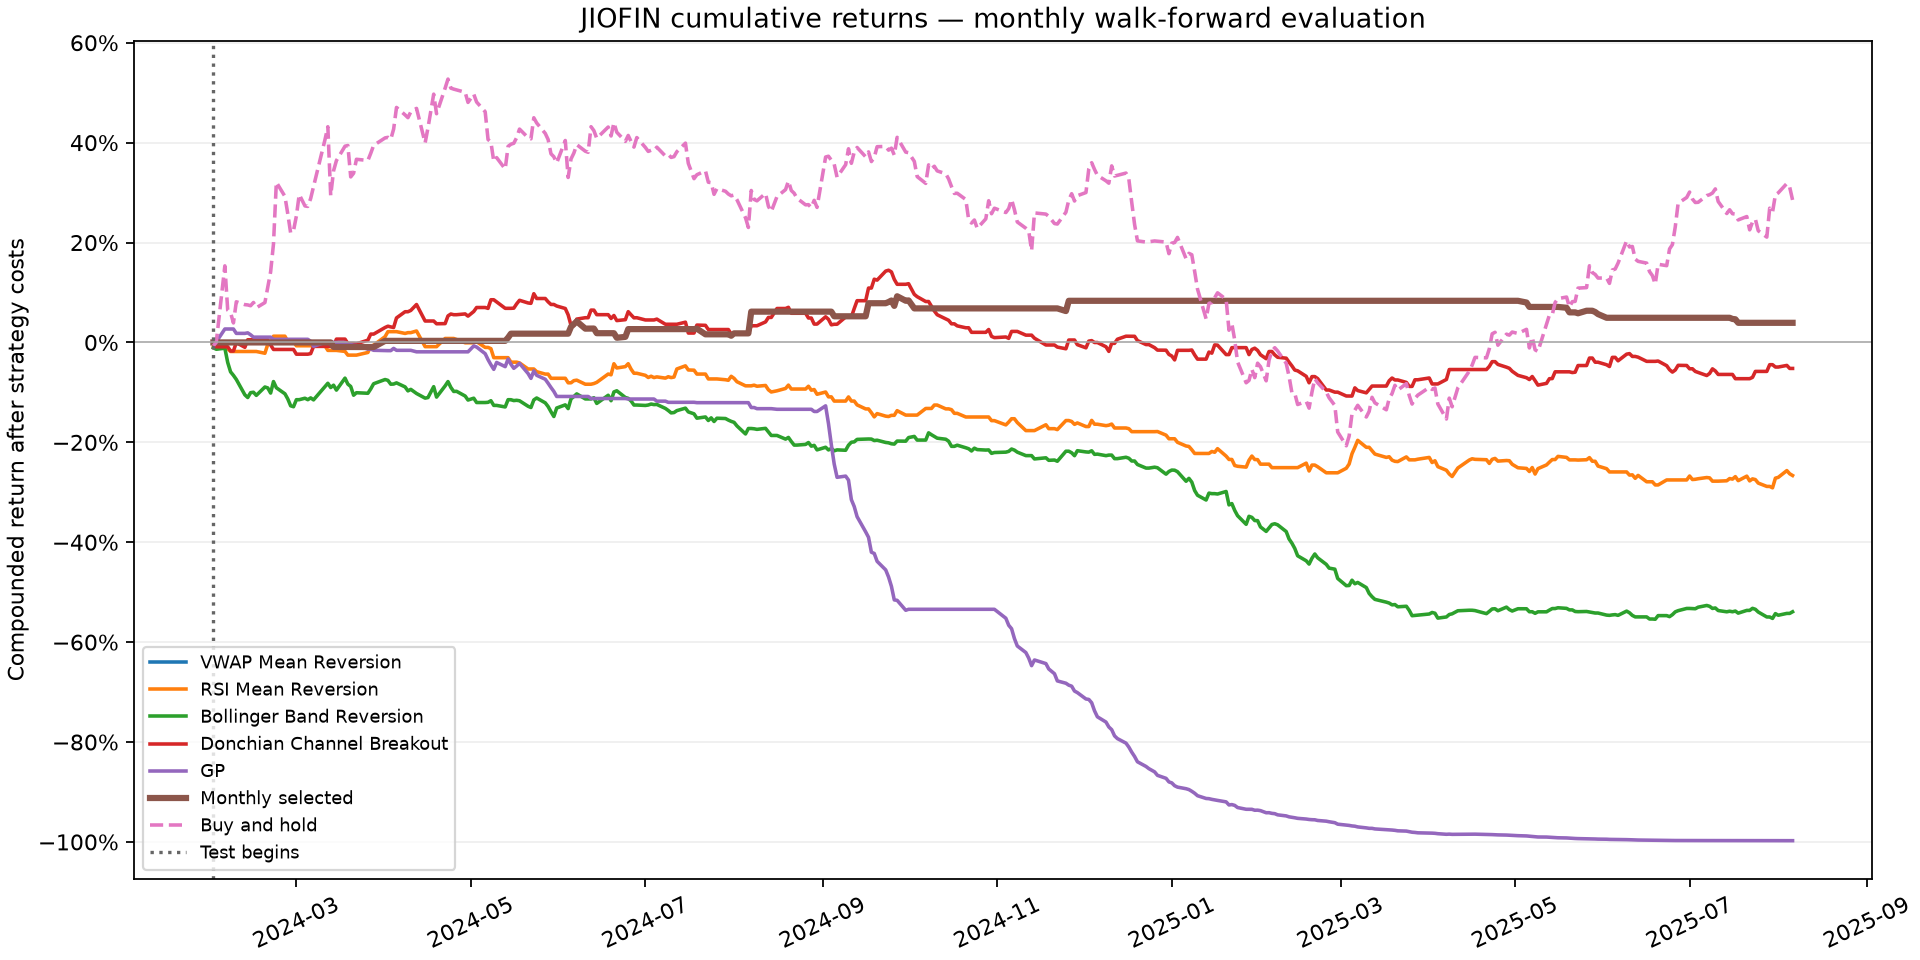 JIOFIN cumulative returns — monthly walk-forward evaluation
Compounded return after strategy costs
60%
40%
20%
0%
−20%
−40%
−60%
−80%
−100%
VWAP Mean Reversion
RSI Mean Reversion
Bollinger Band Reversion
Donchian Channel Breakout
GP
Monthly selected
Buy and hold
Test begins
2024-03
2024-05
2024-07
2024-09
2024-11
2025-01
2025-03
2025-05
2025-07
2025-09